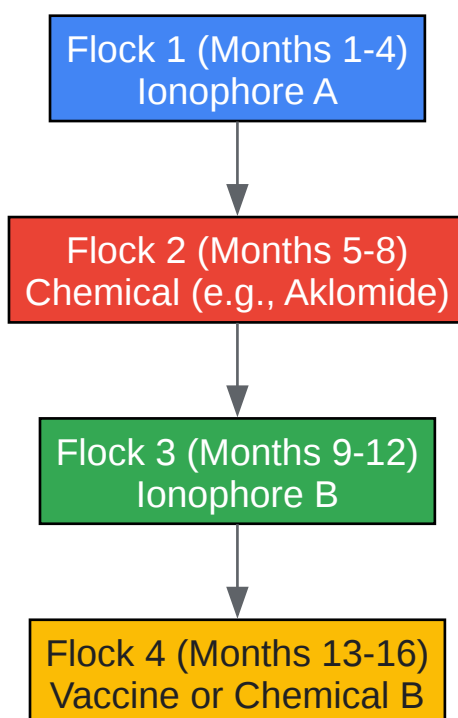 Flock 1 (Months 1-4)
Ionophore A
Flock 2 (Months 5-8)
Chemical (e.g., Aklomide)
Flock 3 (Months 9-12)
Ionophore B
Flock 4 (Months 13-16)
Vaccine or Chemical B